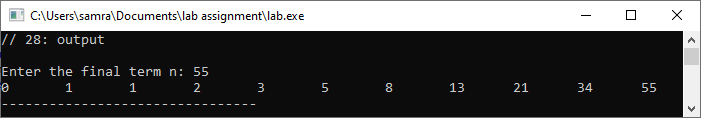 C:\Users\samra\Documents\lab assignment\lab.exe
// 28: output
Enter the final term n: 55
0 1 1 2 3 5 8 13 21 34 55
--------------------------------